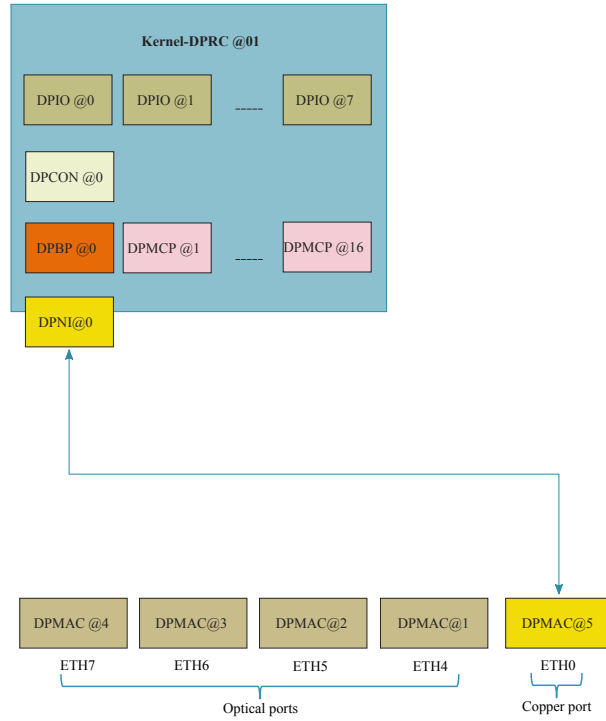 Kernel-DPRC @01
DPIO @0 DPIO @1 ----- DPIO @7
DPCON @0
DPBP @0 DPMCP @1 ----- DPMCP @16
DPNI@0
DPMAC @4 DPMAC@3 DPMAC@2 DPMAC@1 DPMAC@5
ETH7 ETH6 ETH5 ETH4 ETH0
Optical ports Copper port